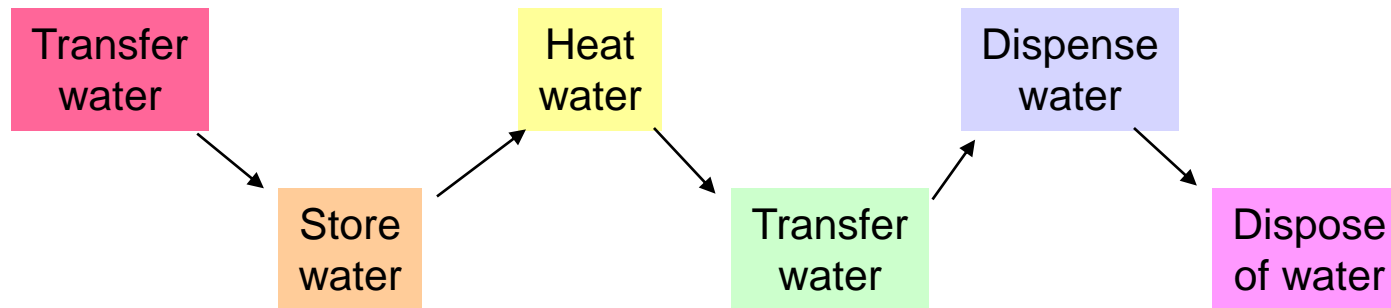 Transfer
water
Store
water
Heat
water
Transfer
water
Dispense
water
Dispose
of water